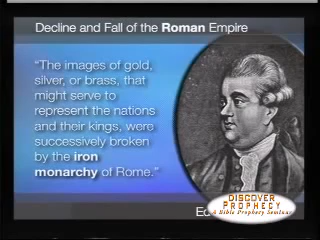 Decline and Fall of the Roman Empire
“The images of gold,
silver, or brass, that
might serve to
represent the nations
and their kings, were
successively broken
by the iron
monarchy of Rome.”
DISCOVER
PROPHECY
A Bible Prophecy Seminar